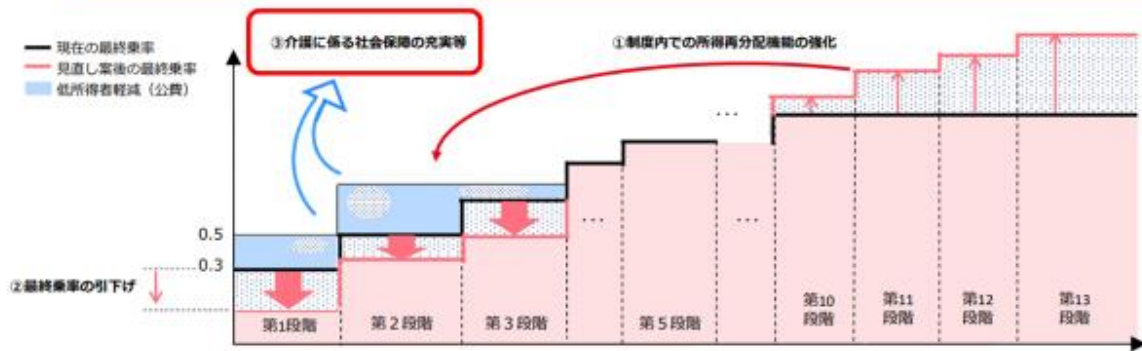 ③介護に係る社会保障の充実等
①制度内での所得再分配機能の強化
現在の最終乗率
見直し案後の最終乗率
低所得者軽減（公費）
…
0.5
0.3
②最終乗率の引下げ
…
…
第1段階
第２段階
第３段階
第５段階
第10
段階
第11
段階
第12
段階
第13
段階